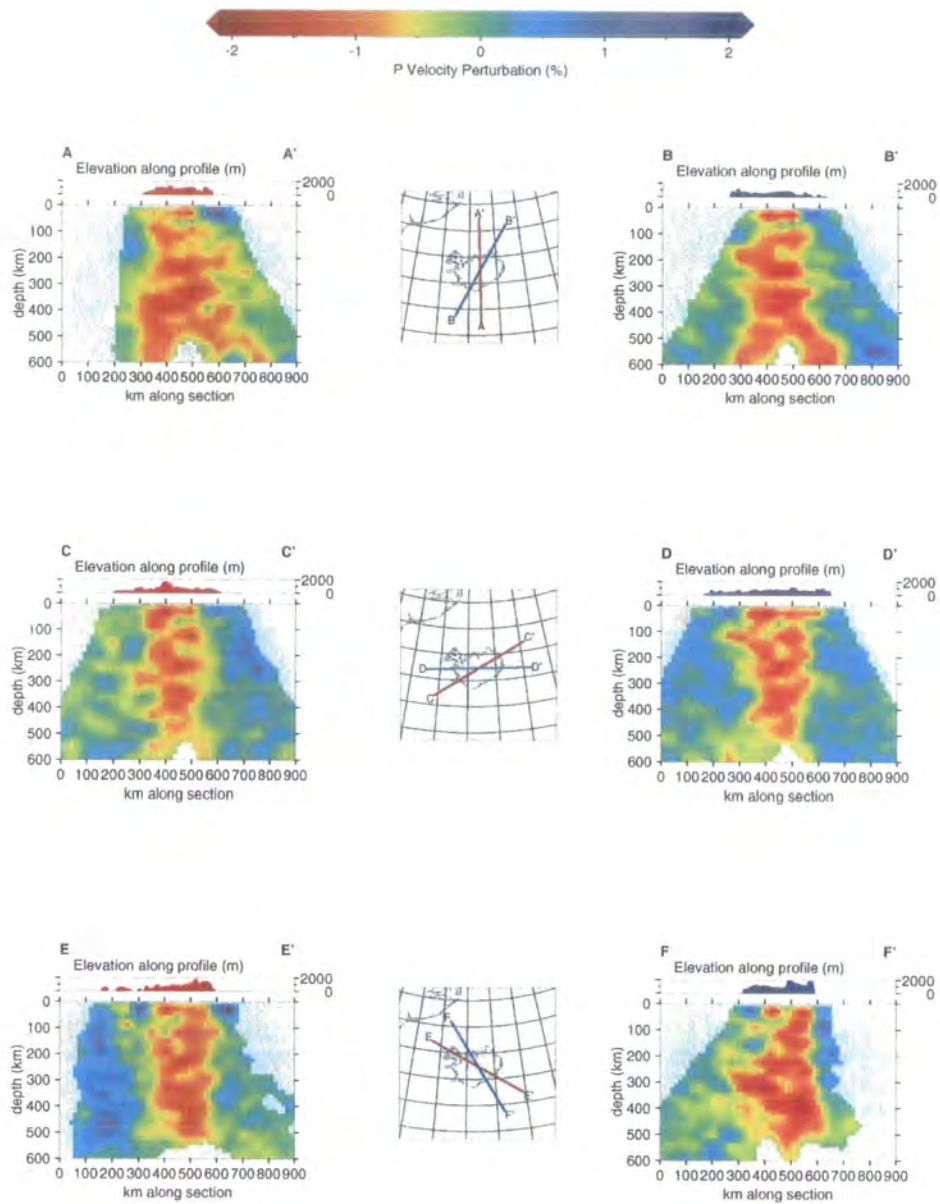 -2 -1 0 1 2
P Velocity Perturbation (%)
A A'
Elevation along profile (m)
2000
0
0
100
200
300
400
500
600
depth (km)
0 100 200 300 400 500 600 700 800 900
km along section
A'
B'
B
A
B B'
Elevation along profile (m)
2000
0
0
100
200
300
400
500
600
depth (km)
0 100 200 300 400 500 600 700 800 900
km along section
C C'
Elevation along profile (m)
2000
0
0
100
200
300
400
500
600
depth (km)
0 100 200 300 400 500 600 700 800 900
km along section
C'
D
D'
C
D D'
Elevation along profile (m)
2000
0
0
100
200
300
400
500
600
depth (km)
0 100 200 300 400 500 600 700 800 900
km along section
E E'
Elevation along profile (m)
2000
0
0
100
200
300
400
500
600
depth (km)
0 100 200 300 400 500 600 700 800 900
km along section
F
E
E'
F'
F F'
Elevation along profile (m)
2000
0
0
100
200
300
400
500
600
depth (km)
0 100 200 300 400 500 600 700 800 900
km along section